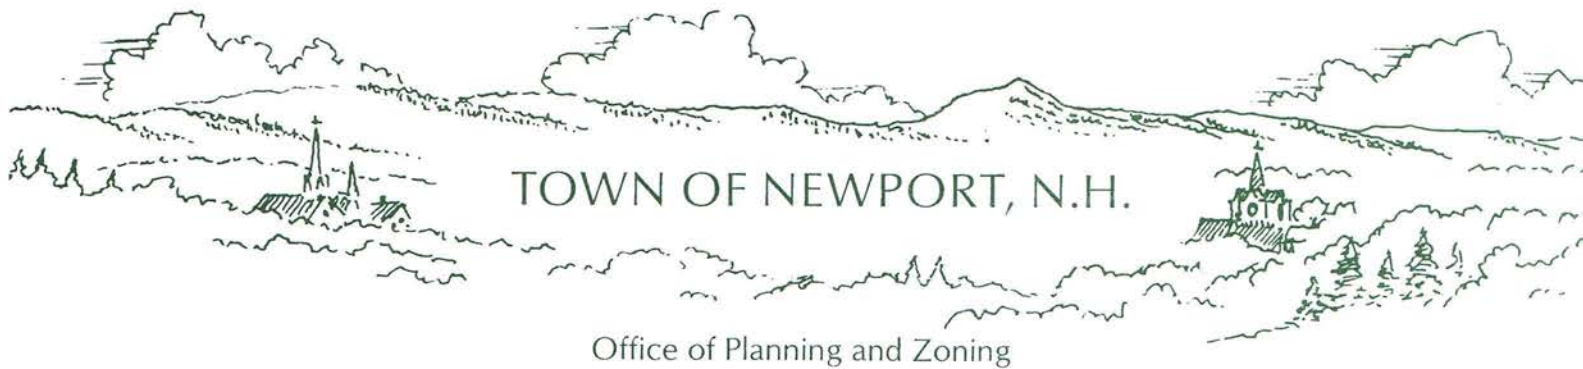 TOWN OF NEWPORT, N.H.
Office of Planning and Zoning